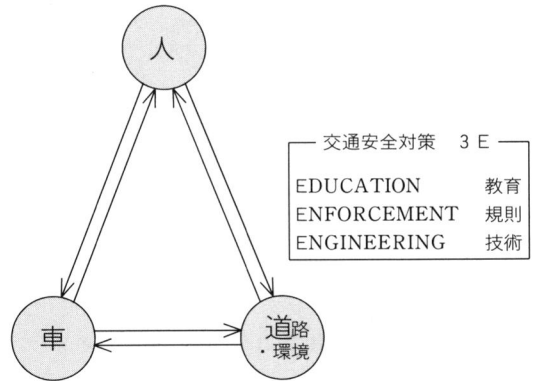 人
車
道路
・環境
交通安全対策 3E
EDUCATION 教育
ENFORCEMENT 規則
ENGINEERING 技術